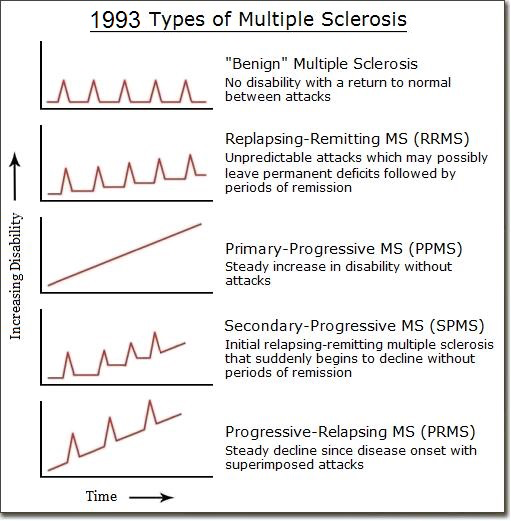 1993 Types of Multiple Sclerosis
"Benign" Multiple Sclerosis
No disability with a return to normal
between attacks
Replapsing-Remitting MS (RRMS)
Unpredictable attacks which may possibly
leave permanent deficits followed by
periods of remission
Primary-Progressive MS (PPMS)
Steady increase in disability without
attacks
Secondary-Progressive MS (SPMS)
Initial relapsing-remitting multiple sclerosis
that suddenly begins to decline without
periods of remission
Progressive-Relapsing MS (PRMS)
Steady decline since disease onset with
superimposed attacks
Increasing Disability
Time